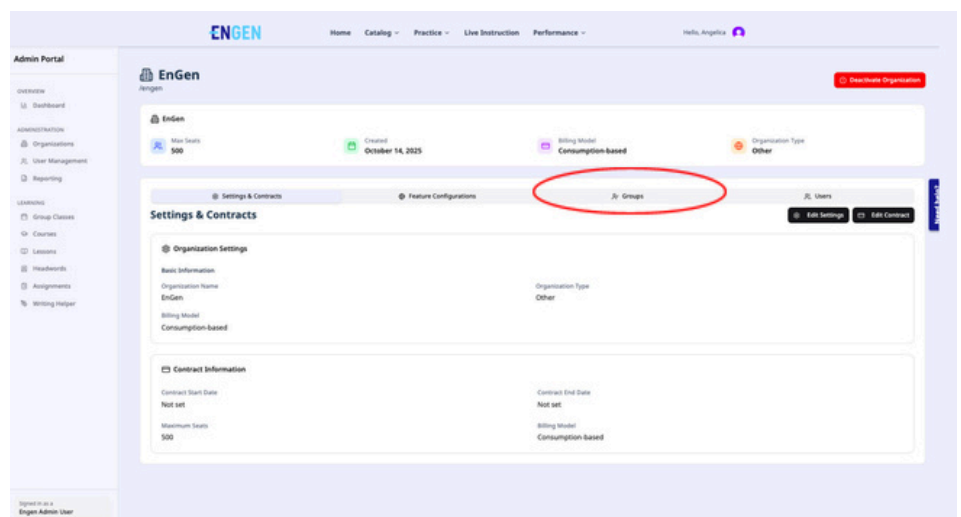 ENGEN
Home Catalog Practice Live Instruction Performance
Hello, Angelica
Admin Portal
OVERVIEW
Dashboard
ADMINISTRATION
Organizations
User Management
Reporting
LEARNING
Group Classes
Courses
Lessons
Headwords
Assignments
Writing Helper
Signed in as a
Engen Admin User
EnGen
/engen
Deactivate Organization
EnGen
Max Seats
500
Created
October 14, 2025
Billing Model
Consumption-based
Organization Type
Other
Settings & Contracts Feature Configurations Groups Users
Need help?
Settings & Contracts
Edit Settings Edit Contract
Organization Settings
Basic Information
Organization Name
EnGen
Organization Type
Other
Billing Model
Consumption-based
Contract Information
Contract Start Date
Not set
Contract End Date
Not set
Maximum Seats
500
Billing Model
Consumption-based